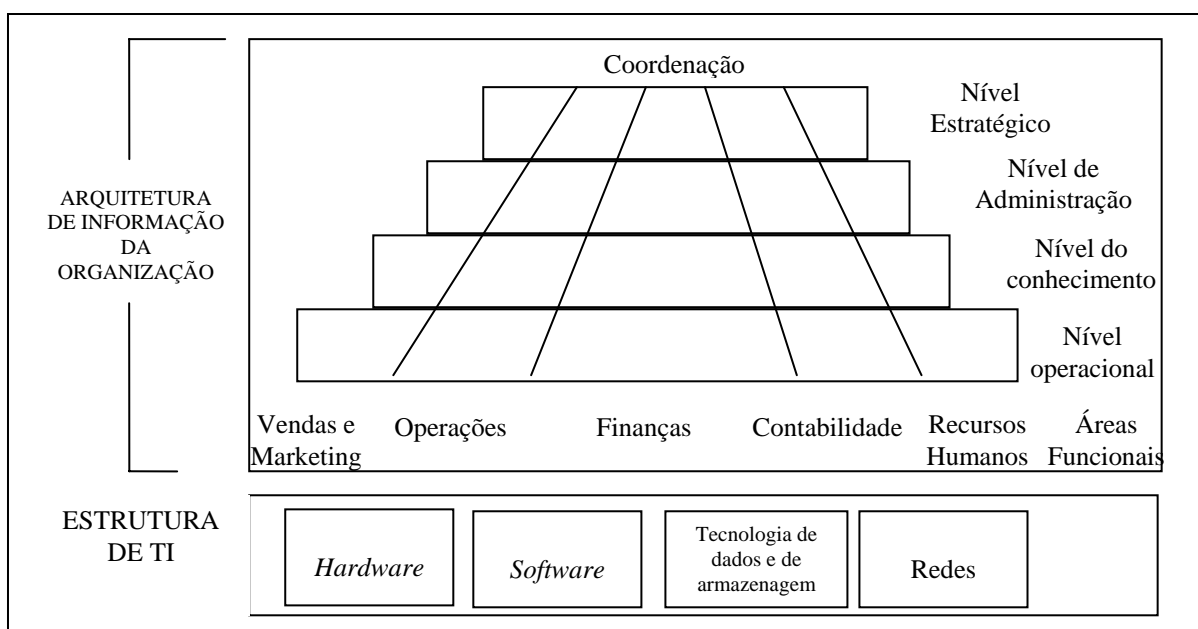 Coordenação
Nível
Estratégico
Nível de
Administração
Nível do
conhecimento
Nível
operacional
ARQUITETURA
DE INFORMAÇÃO
DA
ORGANIZAÇÃO
Vendas e
Marketing
Operações
Finanças
Contabilidade
Recursos
Humanos
Áreas
Funcionais
ESTRUTURA
DE TI
Hardware
Software
Tecnologia de
dados e de
armazenagem
Redes